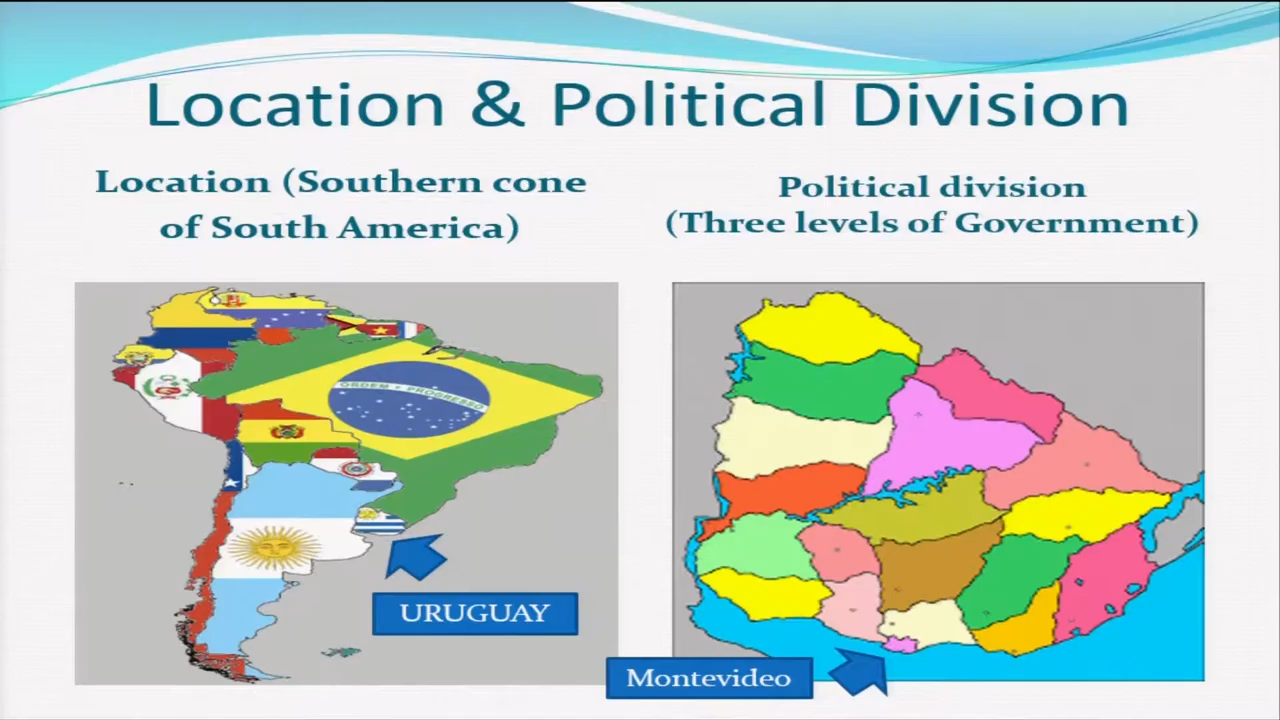 Location & Political Division
Location (Southern cone
of South America)
Political division
(Three levels of Government)
ORDEM E PROGRESSO
URUGUAY
Montevideo